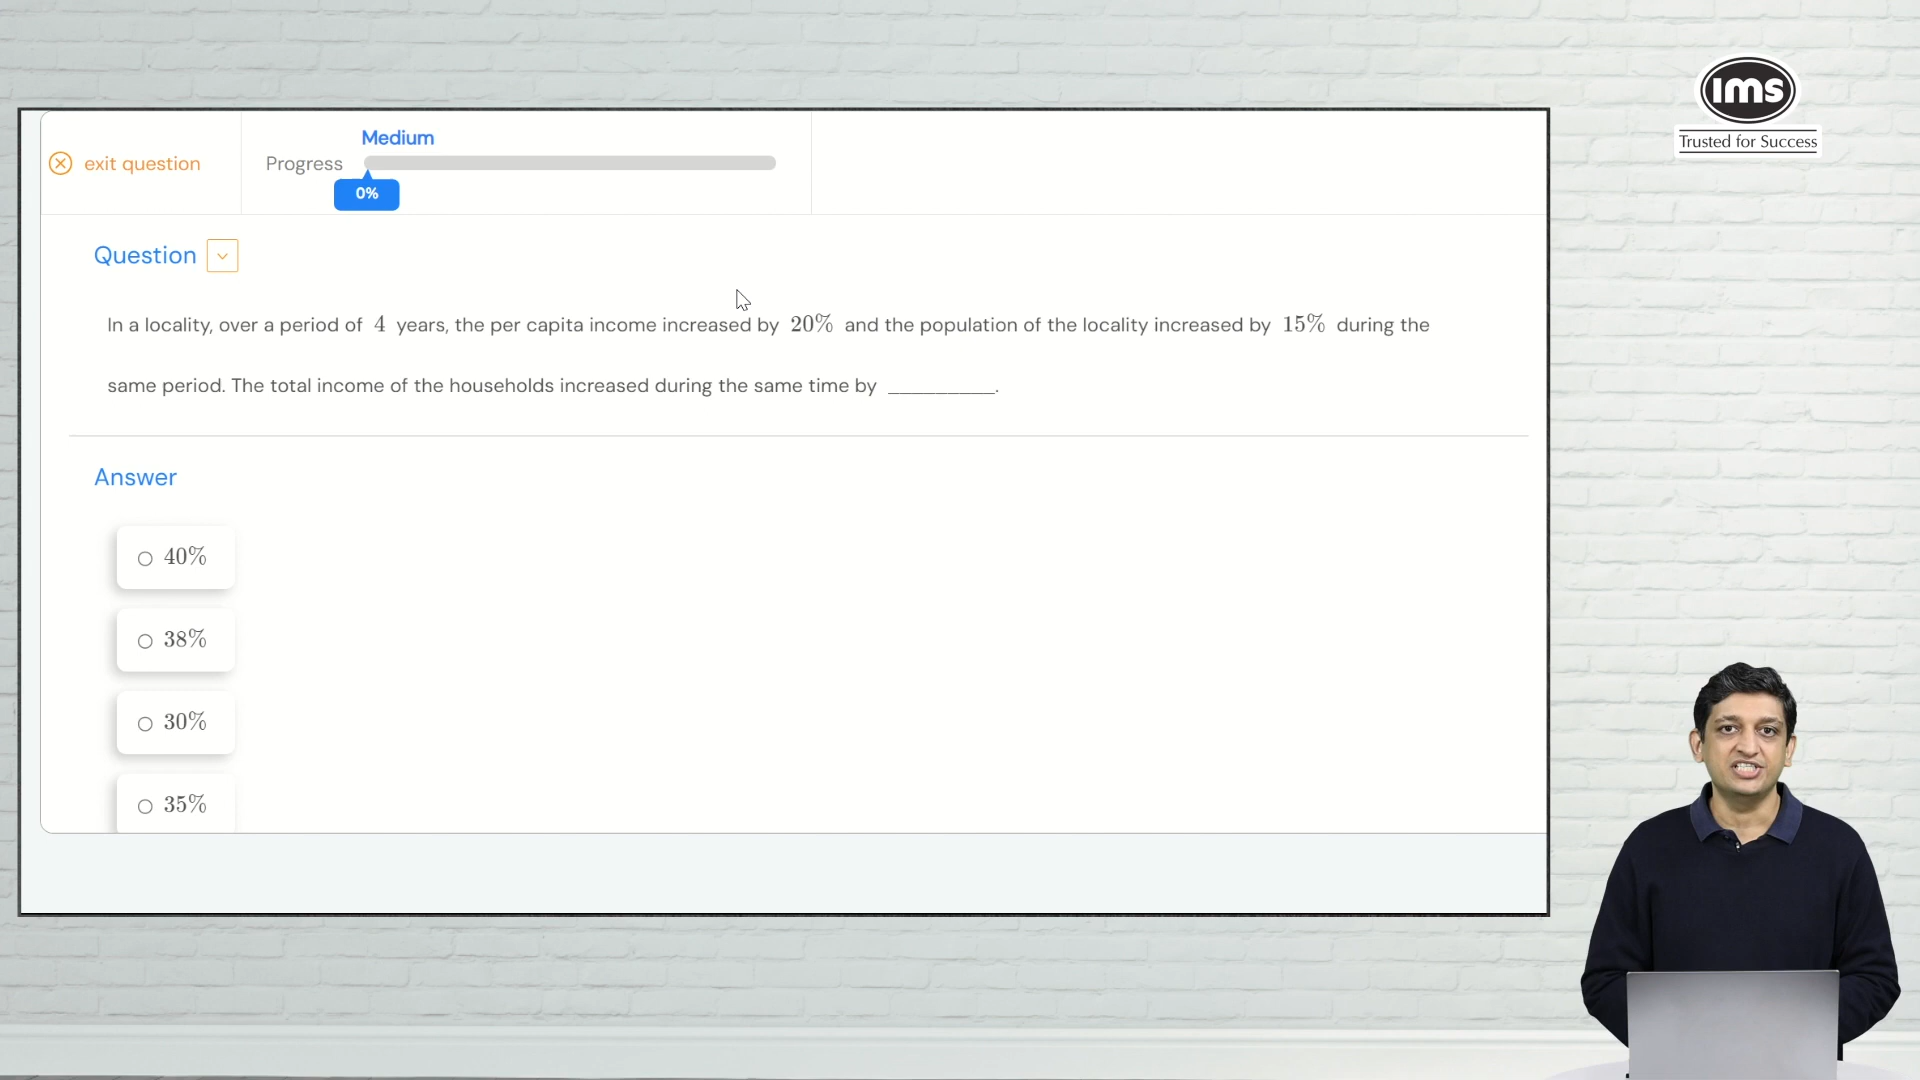 ims
Trusted for Success
exit question
Progress
Medium
0%
Question
In a locality, over a period of 4 years, the per capita income increased by 20% and the population of the locality increased by 15% during the
same period. The total income of the households increased during the same time by __________.
Answer
40%
38%
30%
35%